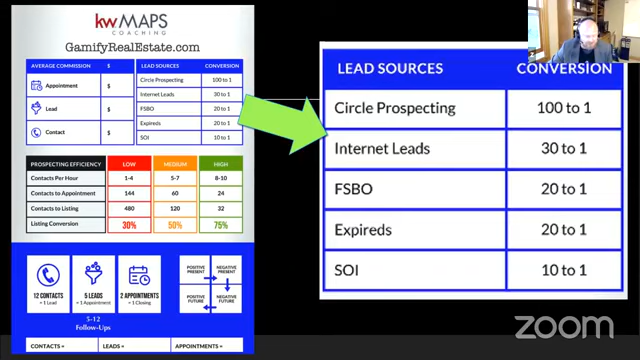 kwMAPS
COACHING
GamifyRealEstate.com
AVERAGE COMMISSION $
Appointment $
Lead $
Contact $
LEAD SOURCES CONVERSION
Circle Prospecting 100 to 1
Internet Leads 30 to 1
FSBO 20 to 1
Expireds 20 to 1
SOI 10 to 1
PROSPECTING EFFICIENCY LOW MEDIUM HIGH
Contacts Per Hour 1-4 5-7 8-10
Contacts to Appointment 144 60 24
Contacts to Listing 480 120 32
Listing Conversion 30% 50% 75%
12 CONTACTS
= 1 Lead
5 LEADS
= 1 Appointment
2 APPOINTMENTS
= 1 Closing
POSITIVE PRESENT
NEGATIVE PRESENT
POSITIVE FUTURE
NEGATIVE FUTURE
5-12
Follow-Ups
CONTACTS = LEADS = APPOINTMENTS =
LEAD SOURCES CONVERSION
Circle Prospecting 100 to 1
Internet Leads 30 to 1
FSBO 20 to 1
Expireds 20 to 1
SOI 10 to 1
zoom